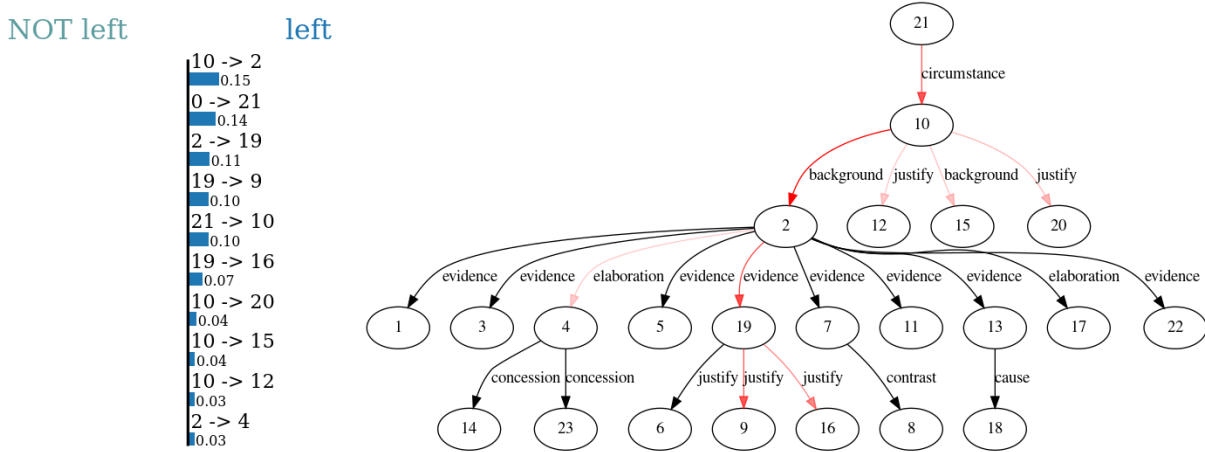 NOT left
left
10 -> 2
0.15
0 -> 21
0.14
2 -> 19
0.11
19 -> 9
0.10
21 -> 10
0.10
19 -> 16
0.07
10 -> 20
0.04
10 -> 15
0.04
10 -> 12
0.03
2 -> 4
0.03
21
circumstance
10
background justify background justify
2 12 15 20
evidence evidence elaboration evidence evidence evidence evidence evidence elaboration evidence
1 3 4 5 19 7 11 13 17 22
concession concession justify justify justify contrast cause
14 23 6 9 16 8 18